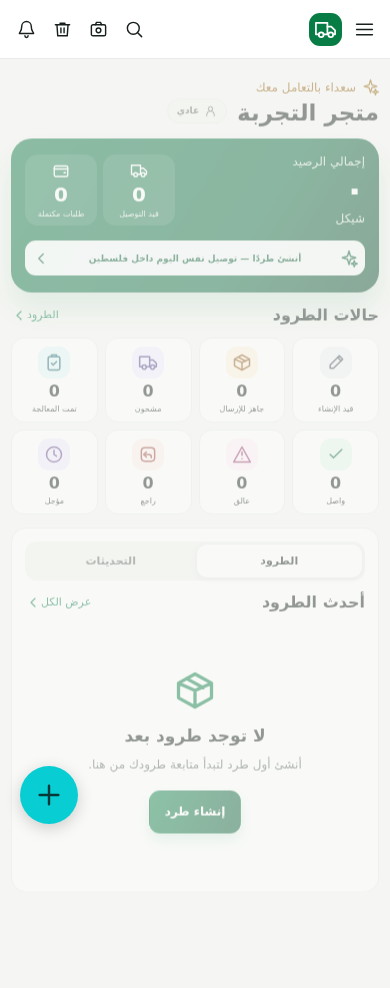 سعداء بالتعامل معك
متجر التجربة
عادي
إجمالي الرصيد
شيكل
0
قيد التوصيل
0
طلبات مكتملة
أنشئ طردًا — توصيل نفس اليوم داخل فلسطين
حالات الطرود
الطرود
0
قيد الإنشاء
0
جاهز للإرسال
0
مشحون
0
تمت المعالجة
0
واصل
0
عالق
0
راجع
0
مؤجل
الطرود
التحديثات
أحدث الطرود
عرض الكل
لا توجد طرود بعد
أنشئ أول طرد لتبدأ متابعة طرودك من هنا.
إنشاء طرد